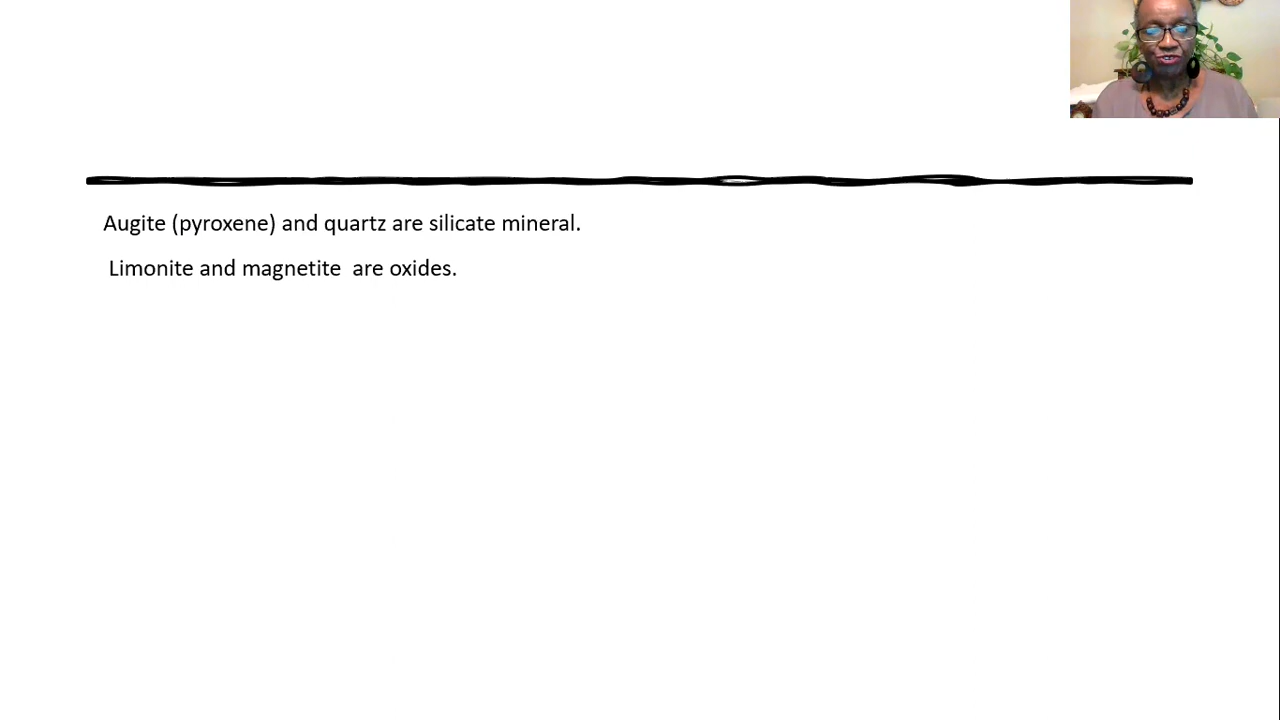 Augite (pyroxene) and quartz are silicate mineral.
Limonite and magnetite  are oxides.